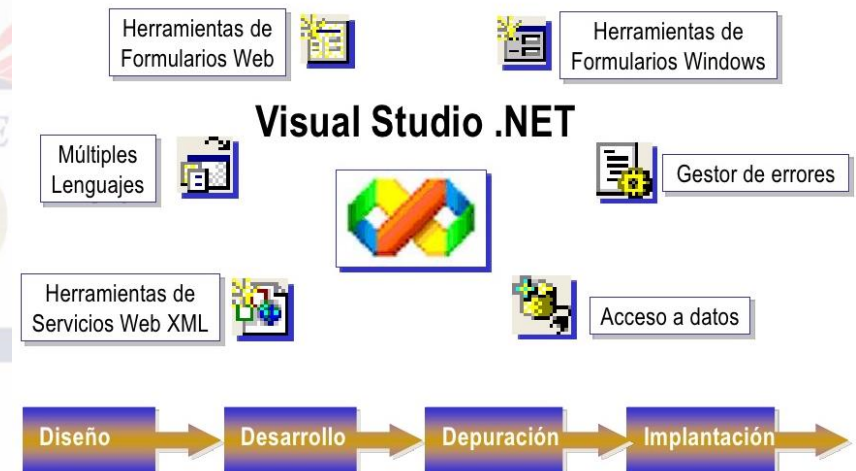 Herramientas de
Formularios Web
Herramientas de
Formularios Windows
Visual Studio .NET
Múltiples
Lenguajes
Gestor de errores
Herramientas de
Servicios Web XML
Acceso a datos
Diseño
Desarrollo
Depuración
Implantación